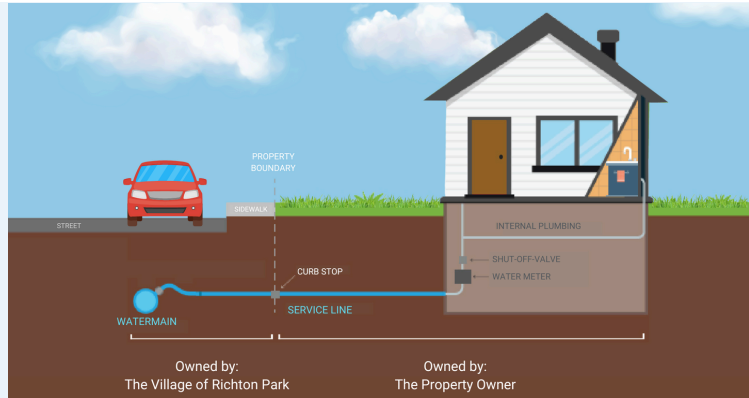 PROPERTY
BOUNDARY
SIDEWALK
STREET
INTERNAL PLUMBING
SHUT-OFF-VALVE
WATER METER
CURB STOP
SERVICE LINE
WATERMAIN
Owned by:
The Village of Richton Park
Owned by:
The Property Owner